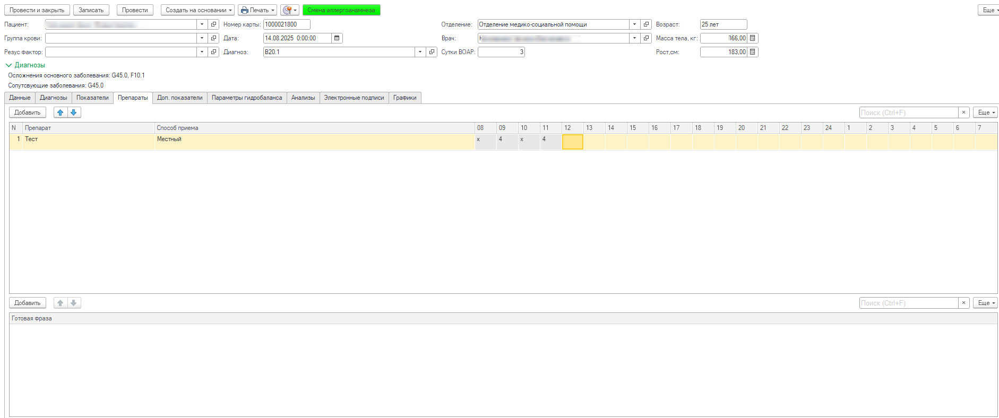 Провести и закрыть Записать Провести Создать на основании Печать Смена аллергоанамнеза Еще
Пациент: Номер карты: 1000021800 Отделение: Отделение медико-социальной помощи Возраст: 25 лет
Группа крови: Дата: 14.08.2025 0:00:00 Врач: Масса тела, кг: 866,00
Резус фактор: Диагноз: B20.1 Сутки ВОАР: 3 Рост,см: 183,00
Диагнозы
Осложнения основного заболевания: G45.0, F10.1
Сопутсвующие заболевания: G45.0
Данные Диагнозы Показатели Препараты Доп. показатели Параметры гидробаланса Анализы Электронные подписи Графики
Добавить Поиск (Ctrl+F) × Еще
N Препарат Способ приема 08 09 10 11 12 13 14 15 16 17 18 19 20 21 22 23 24 1 2 3 4 5 6 7
1 Тест Местный x 4 x 4
Добавить Поиск (Ctrl+F) × Еще
Готовая фраза